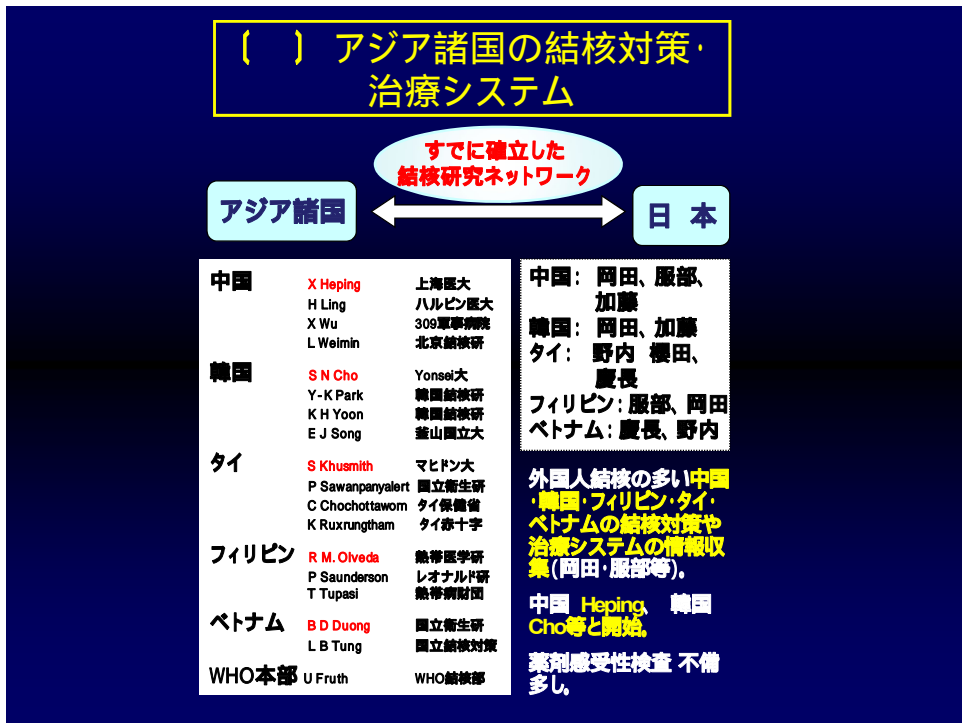 〔　〕アジア諸国の結核対策・
治療システム
すでに確立した
結核研究ネットワーク
アジア諸国
日 本
中国 X Heping 上海医大
H Ling ハルビン医大
X Wu 309軍事病院
L Weimin 北京結核研
韓国 S N Cho Yonsei大
Y-K Park 韓国結核研
K H Yoon 韓国結核研
E J Song 釜山国立大
タイ S Khusmith マヒドン大
P Sawanpanyalert 国立衛生研
C Chochottaworn タイ保健省
K Ruxrungtham タイ赤十字
フィリピン R M. Olveda 熱帯医学研
P Saunderson レオナルド研
T Tupasi 熱帯病財団
ベトナム B D Duong 国立衛生研
L B Tung 国立結核対策
WHO本部 U Fruth WHO結核部
中国： 岡田、服部、
加藤
韓国： 岡田、加藤
タイ： 野内 櫻田、
慶長
フィリピン：服部、岡田
ベトナム：慶長、野内
外国人結核の多い中国
・韓国・フィリピン・タイ・
ベトナムの結核対策や
治療システムの情報収
集(岡田・服部等)。
中国 Heping、 韓国
Cho等と開始。
薬剤感受性検査 不備
多し。